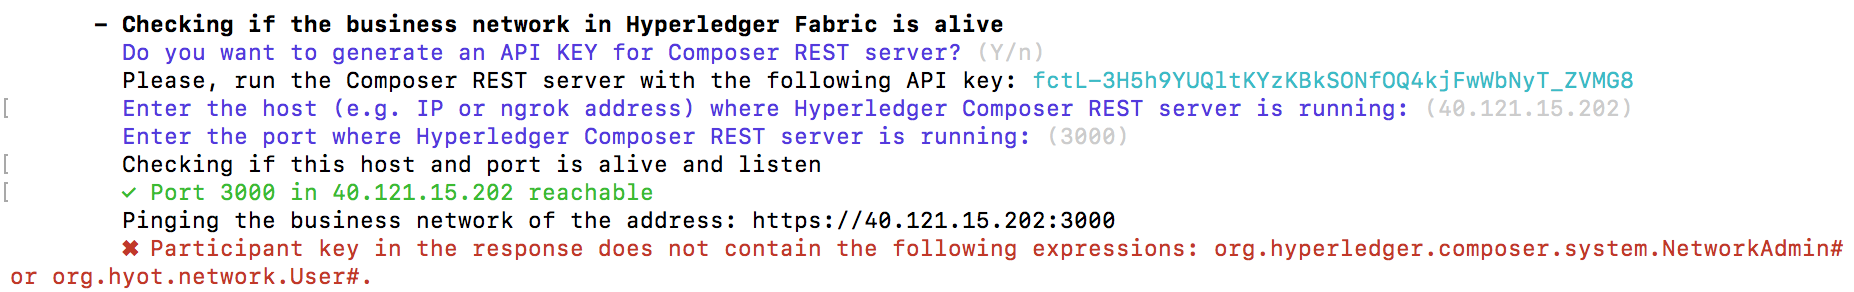 – Checking if the business network in Hyperledger Fabric is alive
Do you want to generate an API KEY for Composer REST server? (Y/n)
Please, run the Composer REST server with the following API key: fctL-3H5h9YUQltKYzKBkSONfOQ4kjFwWbNyT_ZVMG8
[ Enter the host (e.g. IP or ngrok address) where Hyperledger Composer REST server is running: (40.121.15.202)
Enter the port where Hyperledger Composer REST server is running: (3000)
[ Checking if this host and port is alive and listen
[ ✓ Port 3000 in 40.121.15.202 reachable
Pinging the business network of the address: https://40.121.15.202:3000
✖ Participant key in the response does not contain the following expressions: org.hyperledger.composer.system.NetworkAdmin#
or org.hyot.network.User#.